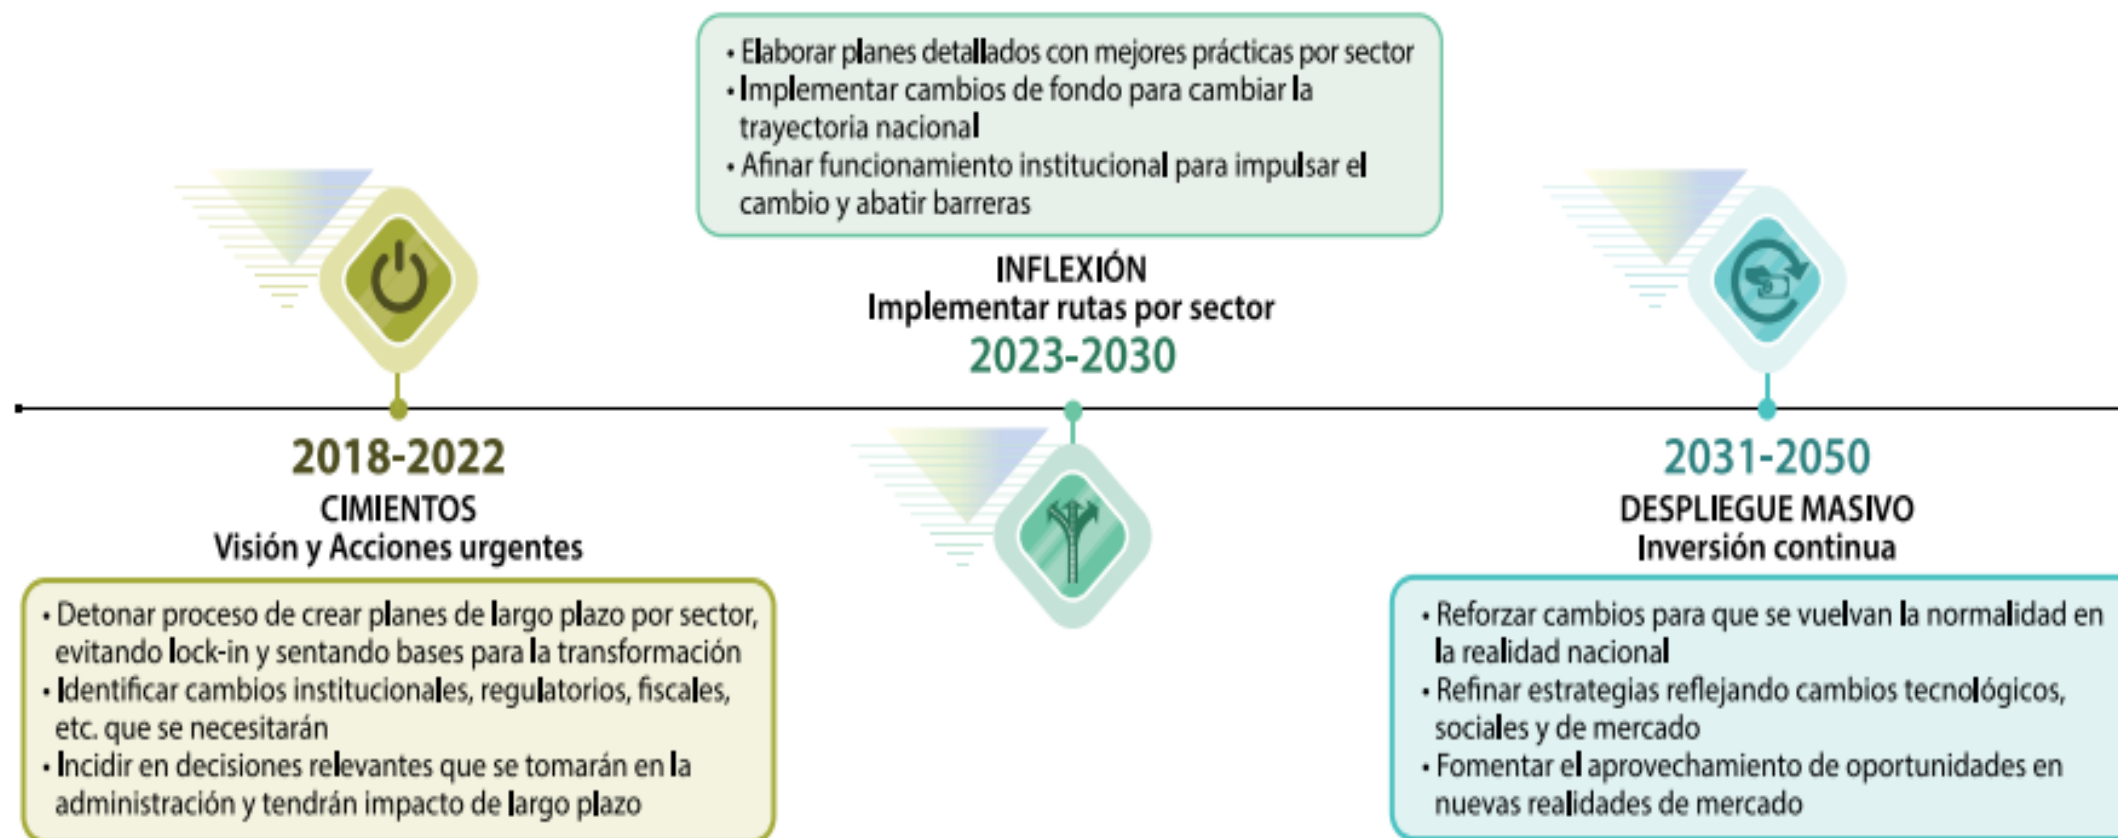 • Elaborar planes detallados con mejores prácticas por sector
• Implementar cambios de fondo para cambiar la
trayectoria nacional
• Afinar funcionamiento institucional para impulsar el
cambio y abatir barreras
INFLEXIÓN
Implementar rutas por sector
2023-2030
2018-2022
CIMIENTOS
Visión y Acciones urgentes
• Detonar proceso de crear planes de largo plazo por sector,
evitando lock-in y sentando bases para la transformación
• Identificar cambios institucionales, regulatorios, fiscales,
etc. que se necesitarán
• Incidir en decisiones relevantes que se tomarán en la
administración y tendrán impacto de largo plazo
2031-2050
DESPLIEGUE MASIVO
Inversión continua
• Reforzar cambios para que se vuelvan la normalidad en
la realidad nacional
• Refinar estrategias reflejando cambios tecnológicos,
sociales y de mercado
• Fomentar el aprovechamiento de oportunidades en
nuevas realidades de mercado